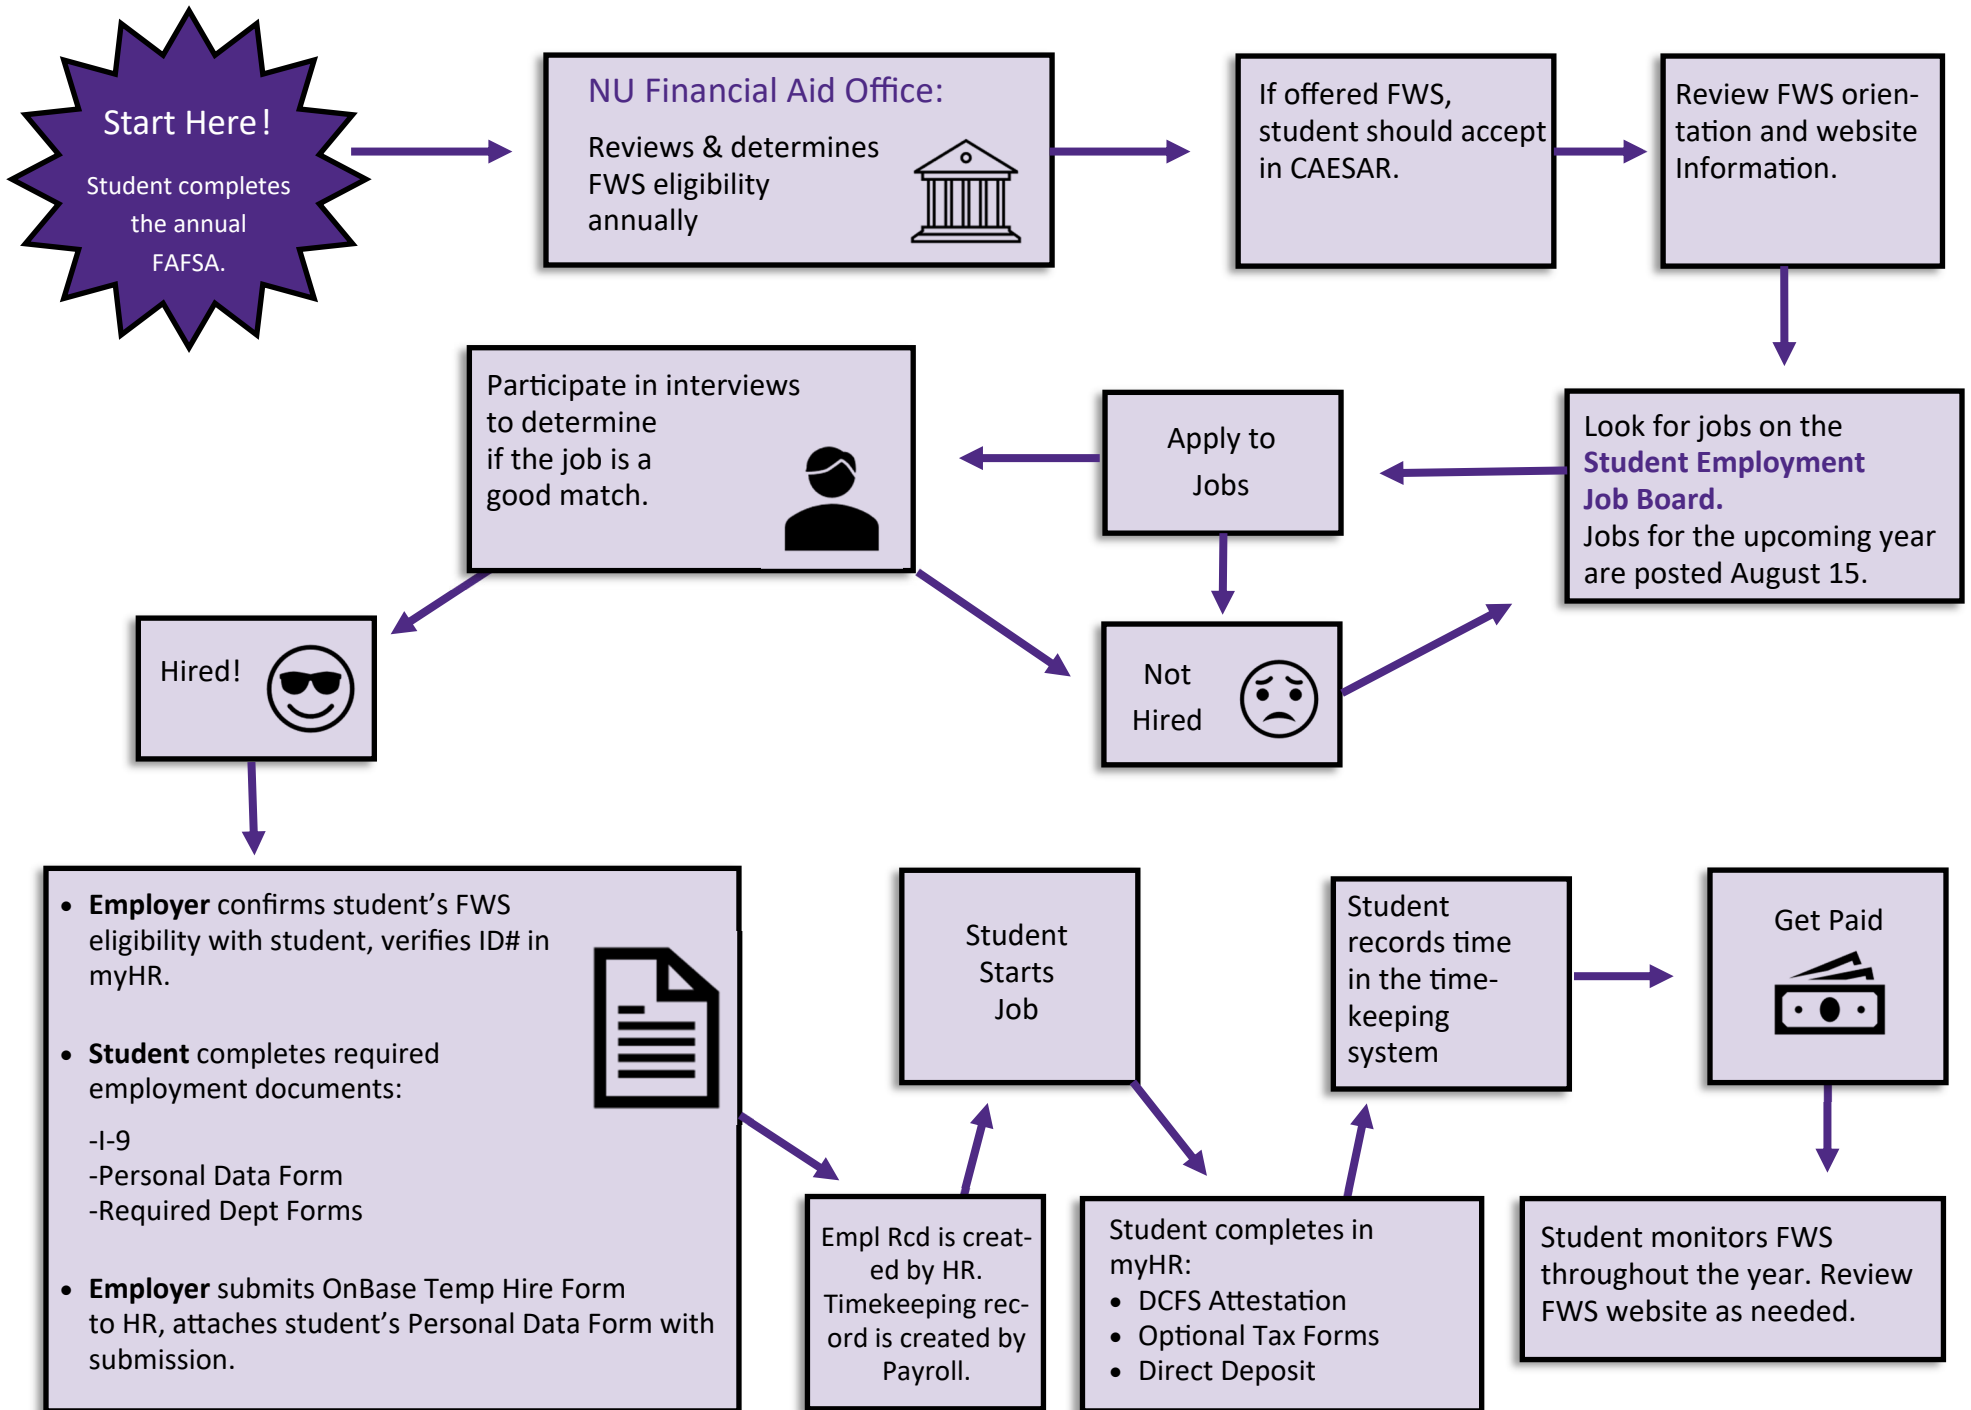 Start Here!
Student completes
the annual
FAFSA.
NU Financial Aid Office:
Reviews & determines
FWS eligibility
annually
If offered FWS,
student should accept
in CAESAR.
Review FWS orien-
tation and website
Information.
Look for jobs on the
Student Employment
Job Board.
Jobs for the upcoming year
are posted August 15.
Apply to
Jobs
Participate in interviews
to determine
if the job is a
good match.
Not
Hired
Hired!
• Employer confirms student’s FWS
eligibility with student, verifies ID# in
myHR.
• Student completes required
employment documents:
-I-9
-Personal Data Form
-Required Dept Forms
• Employer submits OnBase Temp Hire Form
to HR, attaches student’s Personal Data Form with
submission.
Empl Rcd is creat-
ed by HR.
Timekeeping rec-
ord is created by
Payroll.
Student
Starts
Job
Student completes in
myHR:
• DCFS Attestation
• Optional Tax Forms
• Direct Deposit
Student
records time
in the time-
keeping
system
Get Paid
Student monitors FWS
throughout the year. Review
FWS website as needed.